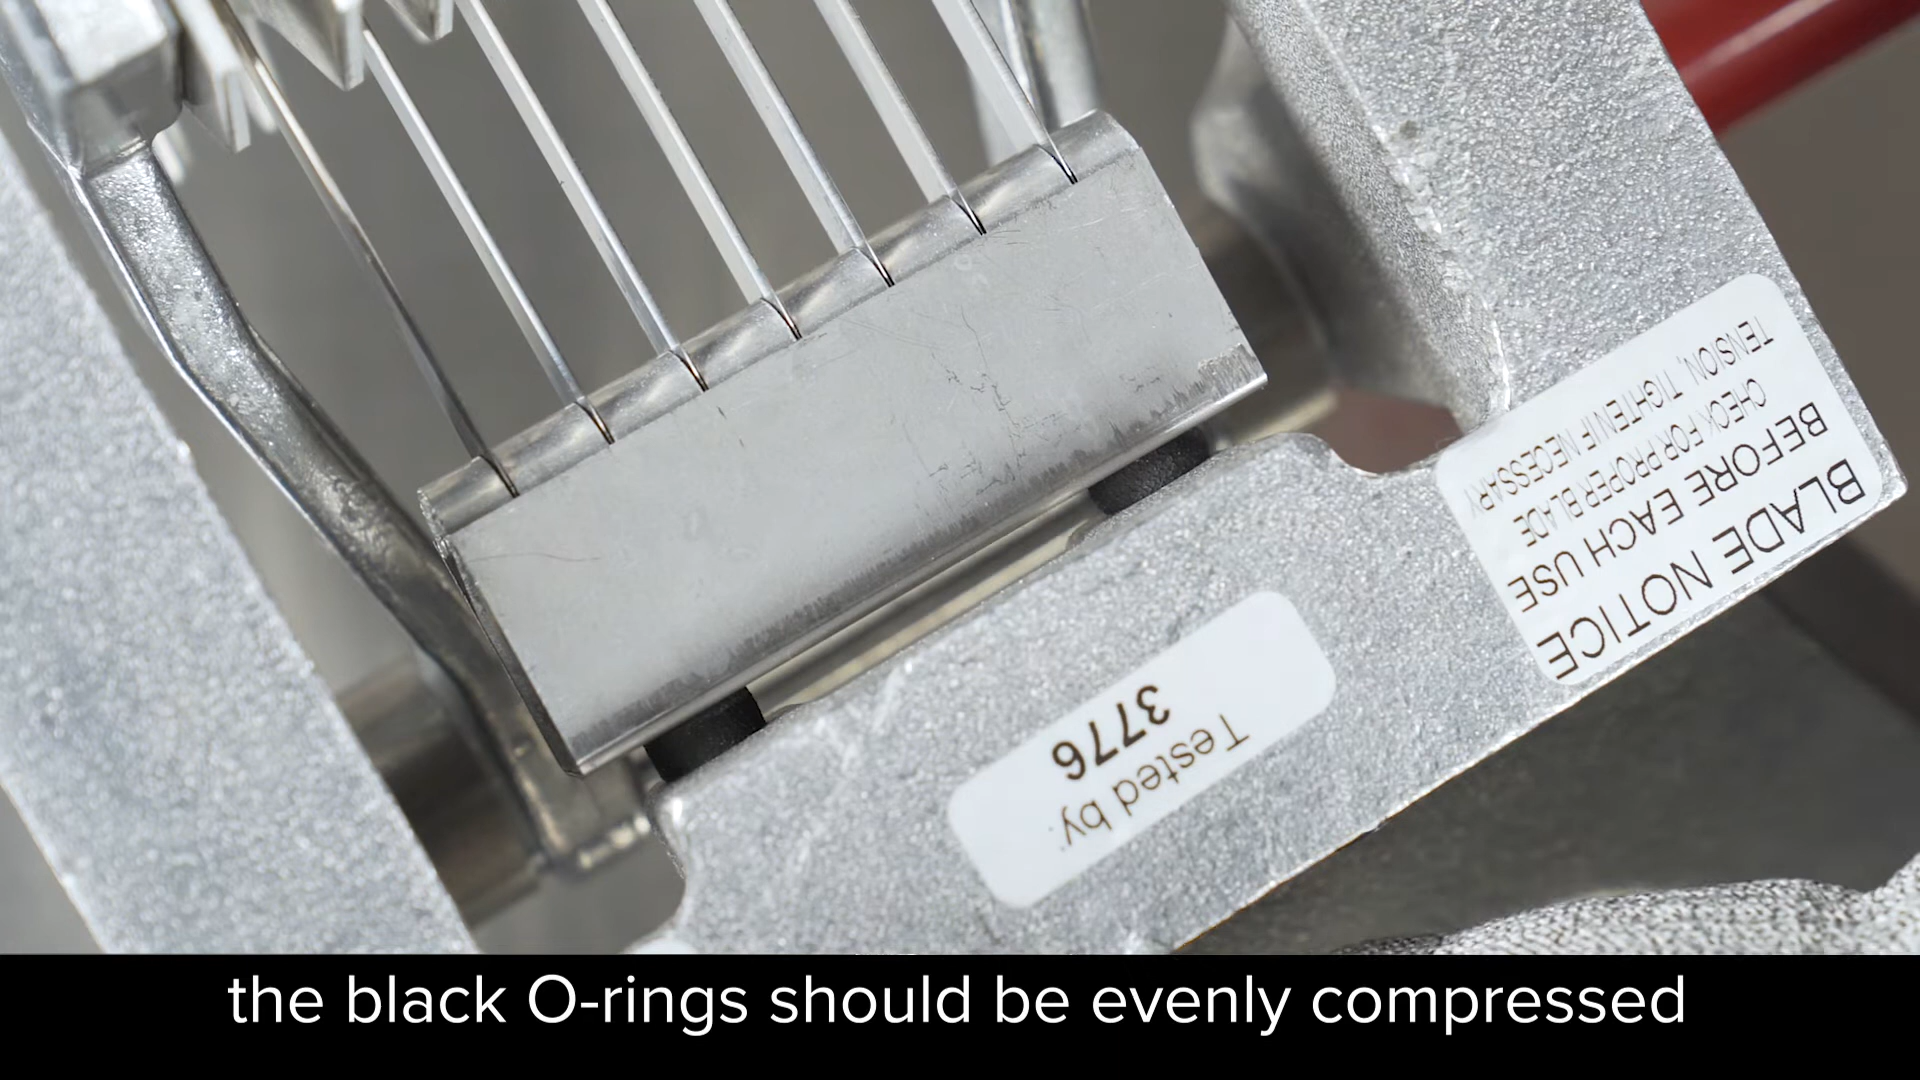 BLADE NOTICE
BEFORE EACH USE
CHECK FOR PROPER BLADE
TENSION, TIGHTEN IF NECESSARY
Tested by
3776
the black O-rings should be evenly compressed